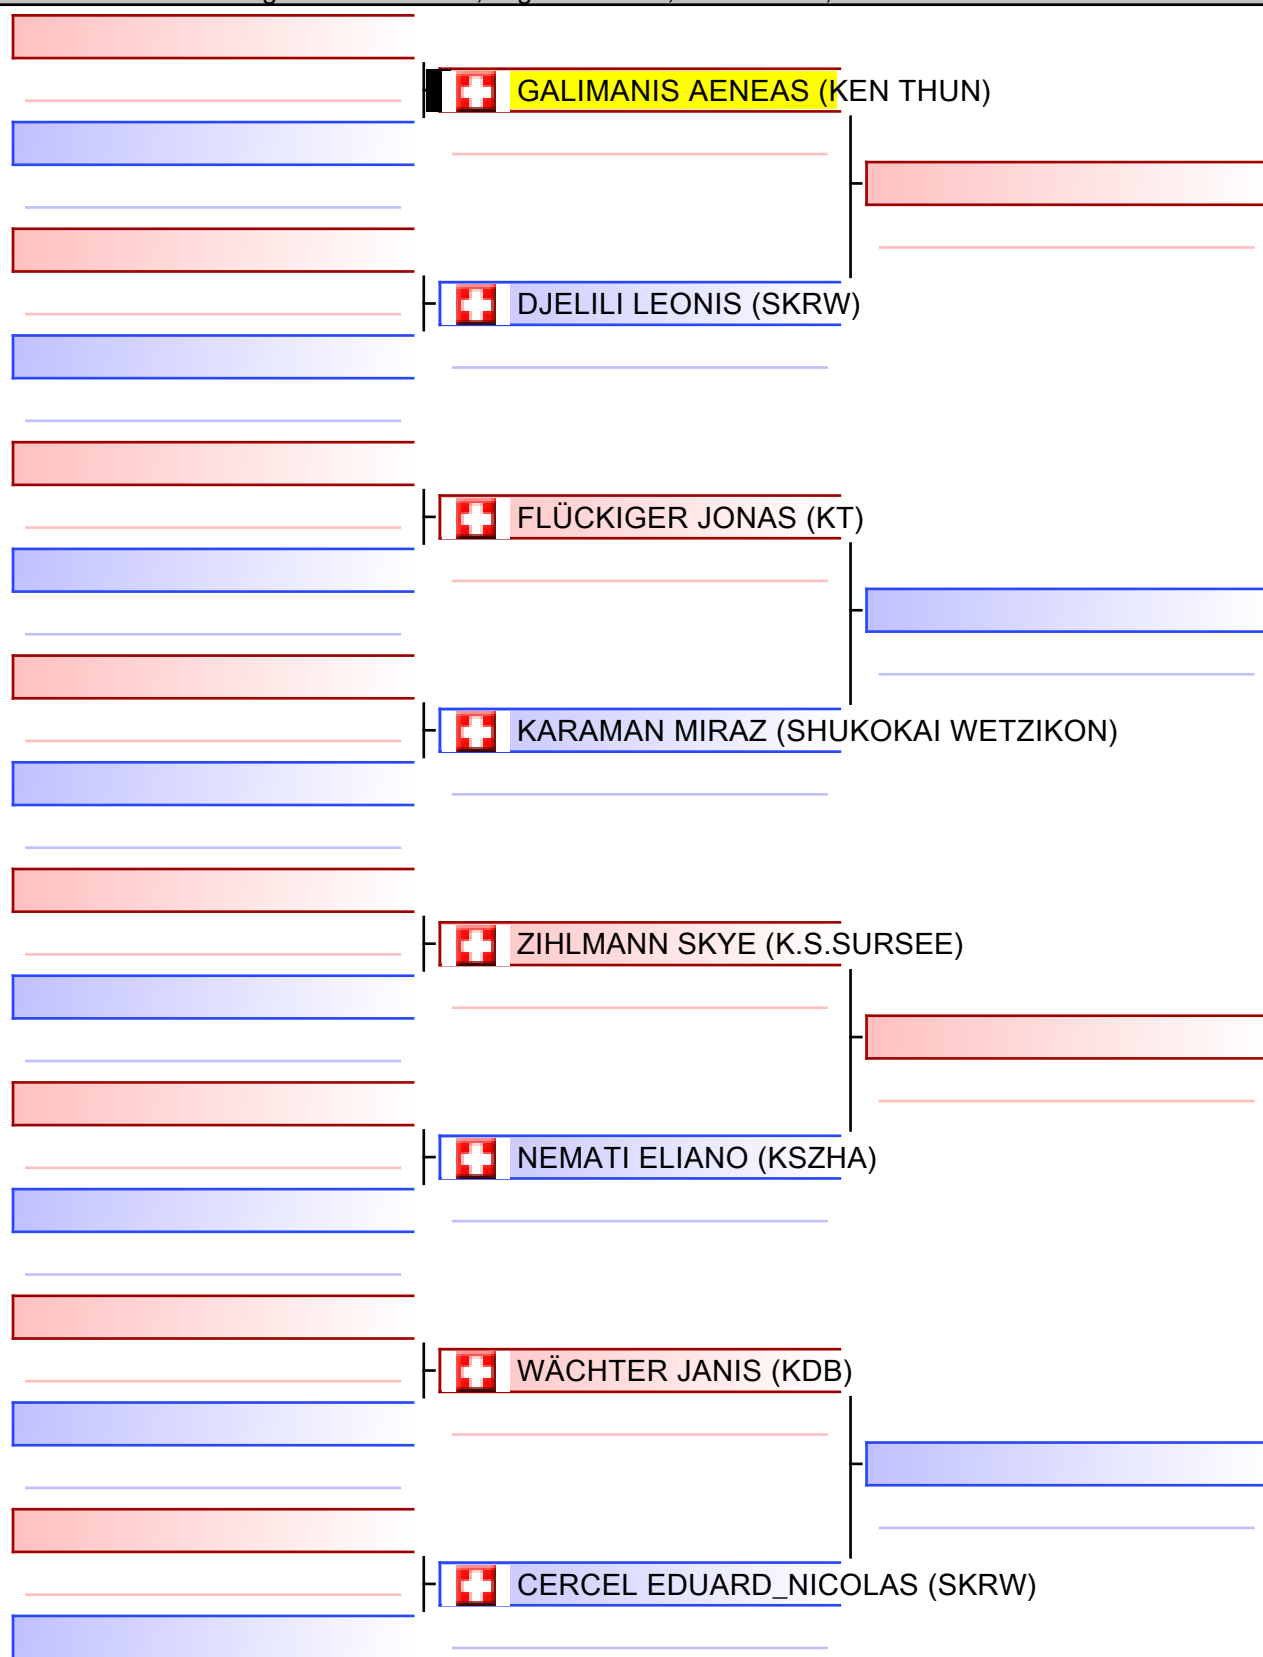 GALIMANIS AENEAS (KEN THUN)
DJELILI LEONIS (SKRW)
FLÜCKIGER JONAS (KT)
KARAMAN MIRAZ (SHUKOKAI WETZIKON)
ZIHLMANN SKYE (K.S.SURSEE)
NEMATI ELIANO (KSZHA)
WÄCHTER JANIS (KDB)
CERCEL EDUARD_NICOLAS (SKRW)